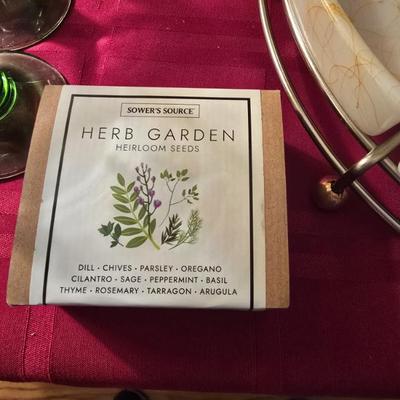 SOWER'S SOURCE
HERB GARDEN
HEIRLOOM SEEDS
DILL · CHIVES · PARSLEY · OREGANO
CILANTRO · SAGE · PEPPERMINT · BASIL
THYME · ROSEMARY · TARRAGON · ARUGULA